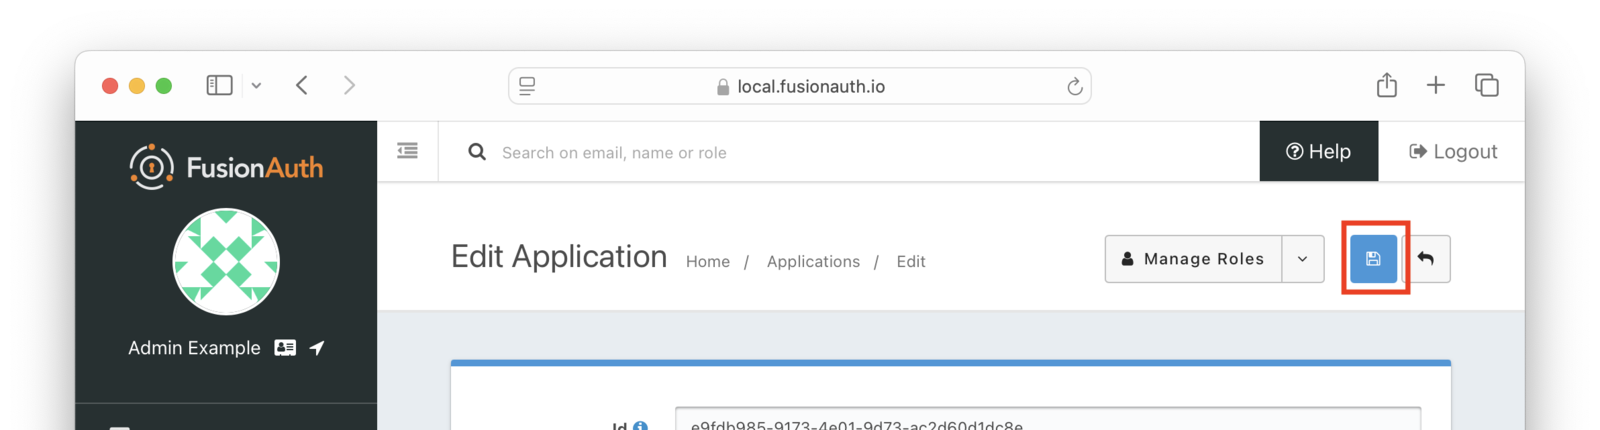 local.fusionauth.io
FusionAuth
Search on email, name or role
Help
Logout
Edit Application
Home / Applications / Edit
Manage Roles
Admin Example
Id
e9fdb985-9173-4e01-9d73-ac2d60d1dc8e